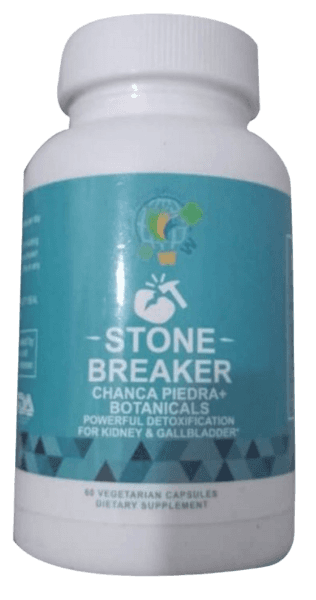 W
STONE
BREAKER
CHANCA PIEDRA+
BOTANICALS
POWERFUL DETOXIFICATION
FOR KIDNEY & GALLBLADDER*
60 VEGETARIAN CAPSULES
DIETARY SUPPLEMENT